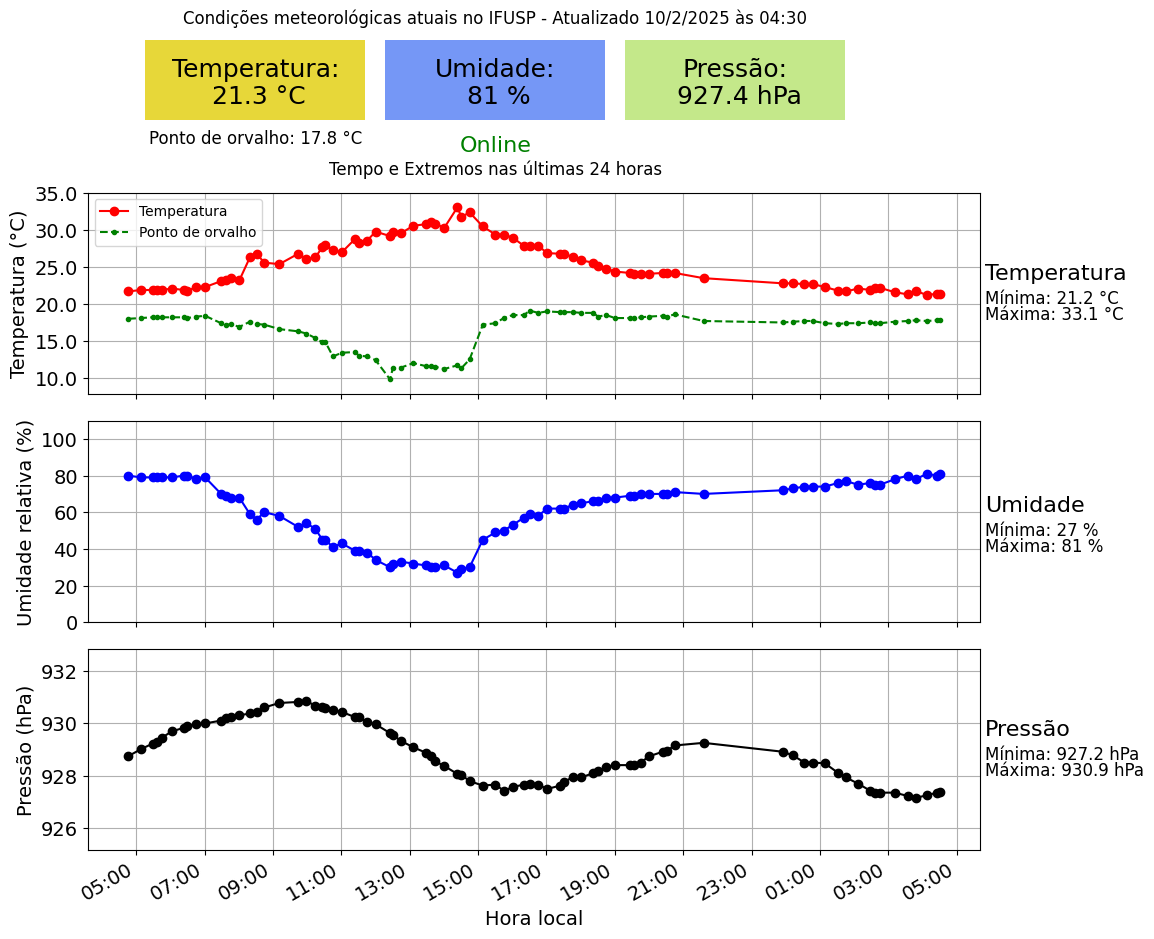 Condições meteorológicas atuais no IFUSP - Atualizado 10/2/2025 às 04:30
Temperatura:
21.3 °C
Umidade:
81 %
Pressão:
927.4 hPa
Ponto de orvalho: 17.8 °C
Online
Tempo e Extremos nas últimas 24 horas
Temperatura (°C)
35.0
30.0
25.0
20.0
15.0
10.0
Temperatura
Ponto de orvalho
Temperatura
Mínima: 21.2 °C
Máxima: 33.1 °C
Umidade relativa (%)
100
80
60
40
20
0
Umidade
Mínima: 27 %
Máxima: 81 %
Pressão (hPa)
932
930
928
926
Pressão
Mínima: 927.2 hPa
Máxima: 930.9 hPa
05:00 07:00 09:00 11:00 13:00 15:00 17:00 19:00 21:00 23:00 01:00 03:00 05:00
Hora local